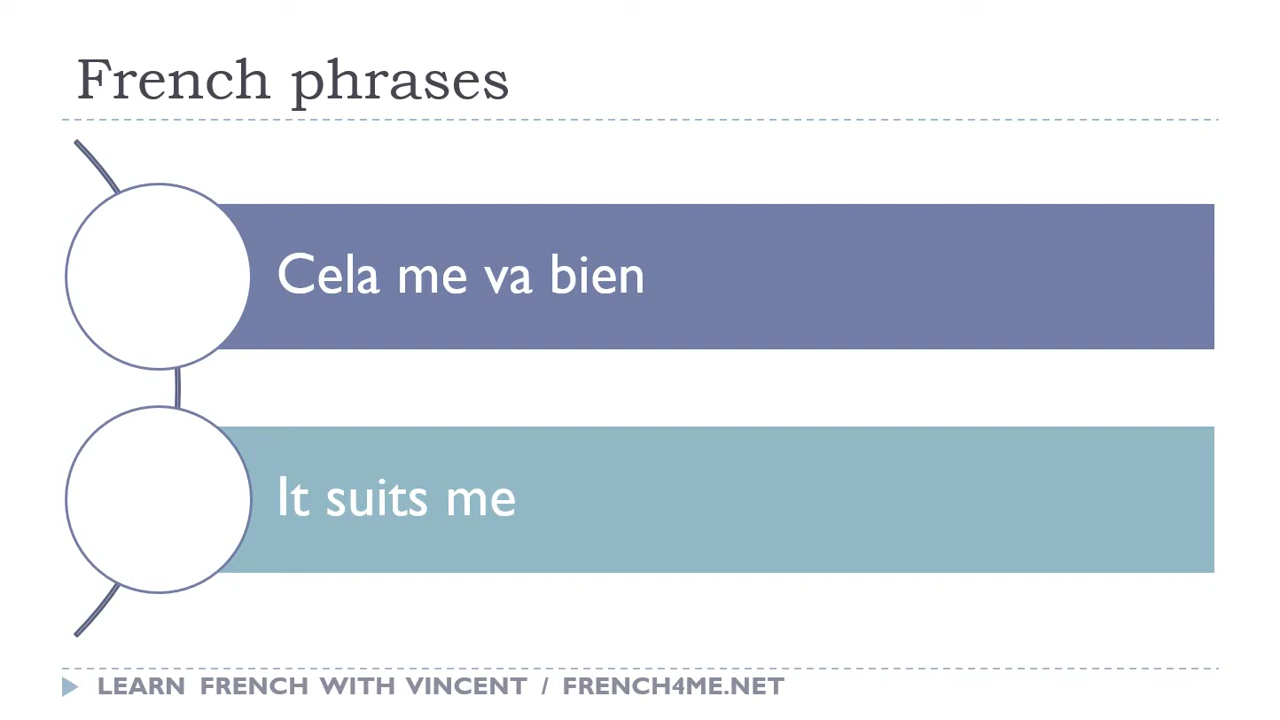 French phrases
Cela me va bien
It suits me
LEARN FRENCH WITH VINCENT / FRENCH4ME.NET